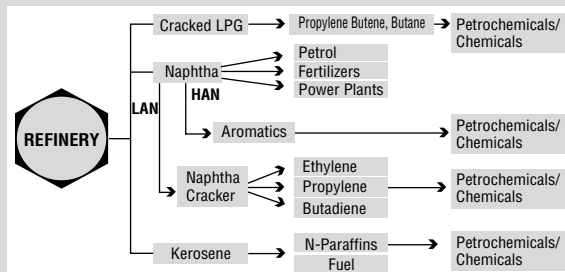 Cracked LPG
Propylene Butene, Butane
Petrochemicals/
Chemicals
Naphtha
Petrol
Fertilizers
Power Plants
LAN
HAN
REFINERY
Aromatics
Petrochemicals/
Chemicals
Naphtha
Cracker
Ethylene
Propylene
Butadiene
Petrochemicals/
Chemicals
Kerosene
N-Paraffins
Fuel
Petrochemicals/
Chemicals